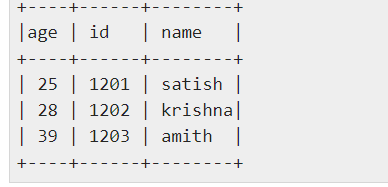 +----+------+--------+
|age | id   | name   |
+----+------+--------+
| 25 | 1201 | satish |
| 28 | 1202 | krishna|
| 39 | 1203 | amith  |
+----+------+--------+